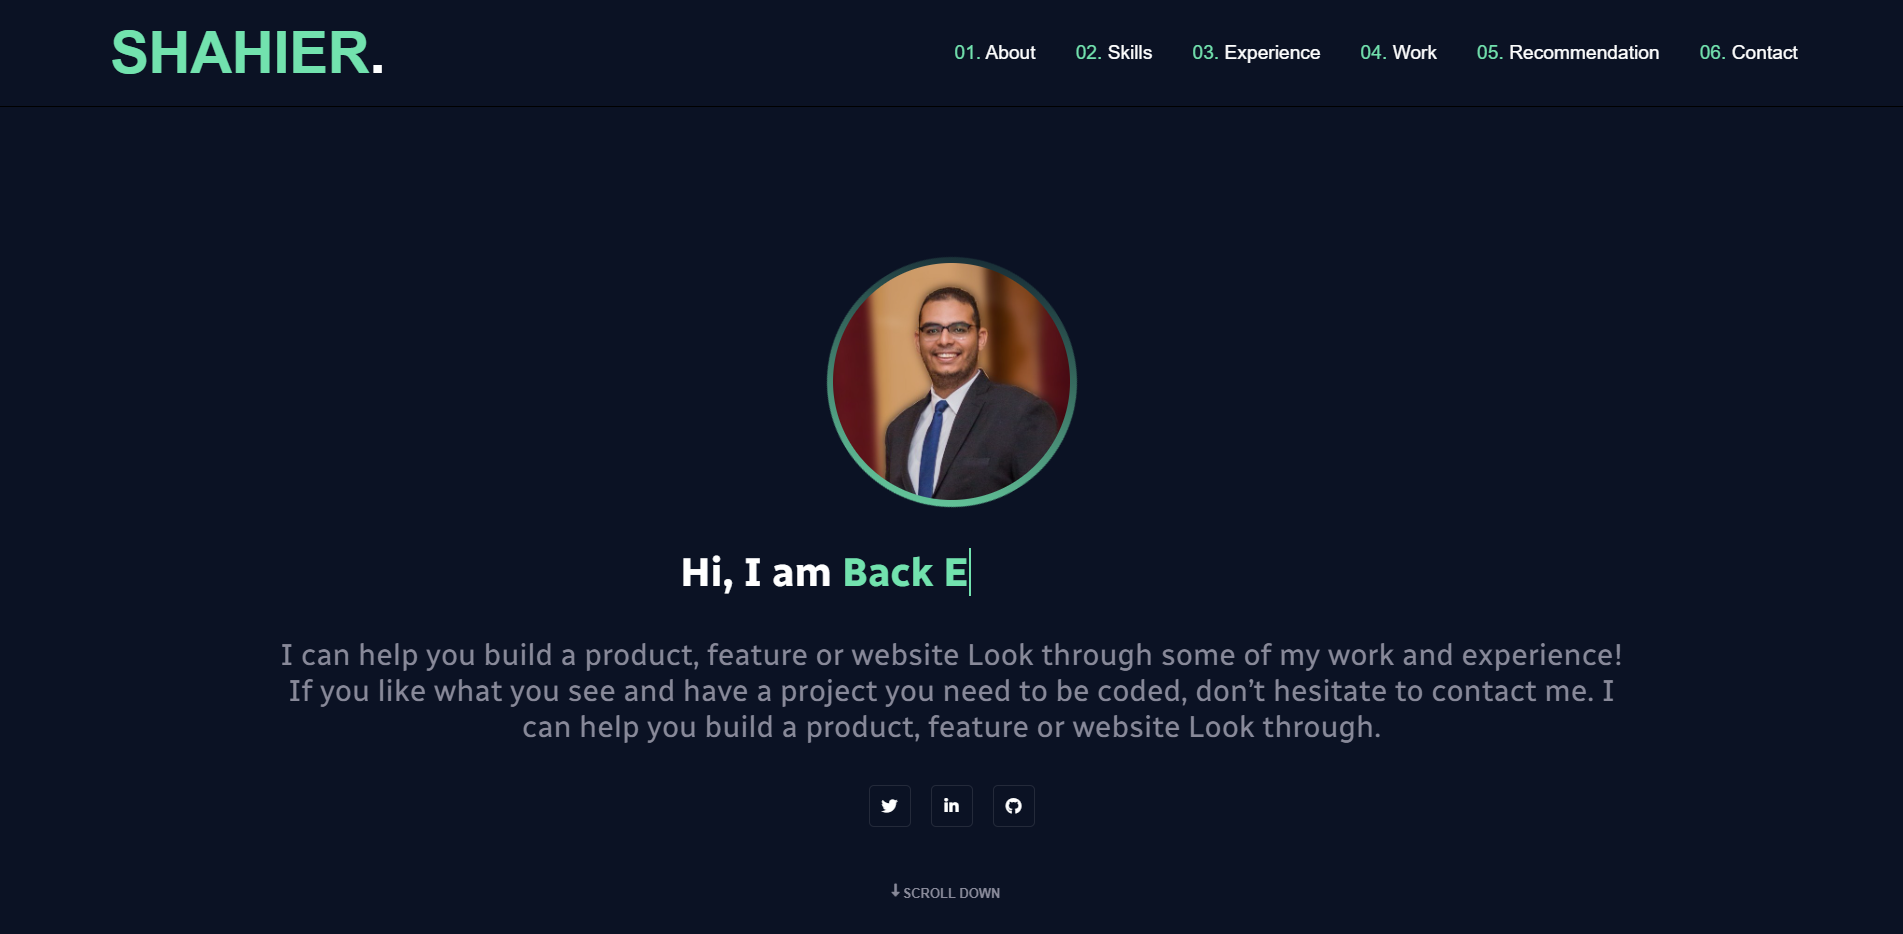 SHAHIER.
01. About 02. Skills 03. Experience 04. Work 05. Recommendation 06. Contact
Hi, I am Back E
I can help you build a product, feature or website Look through some of my work and experience!
If you like what you see and have a project you need to be coded, don’t hesitate to contact me. I
can help you build a product, feature or website Look through.
SCROLL DOWN